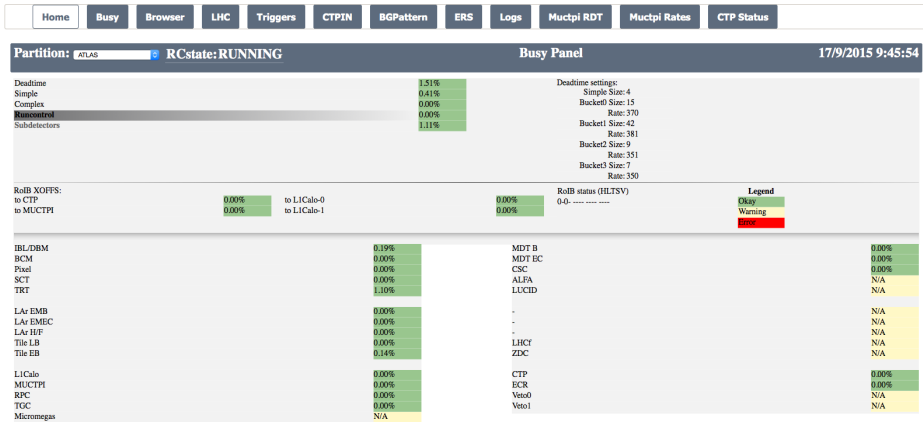 Home Busy Browser LHC Triggers CTPIN BGPattern ERS Logs Muctpi RDT Muctpi Rates CTP Status
Partition: ATLAS RCstate:RUNNING Busy Panel 17/9/2015 9:45:54
Deadtime 1.51% Deadtime settings:
Simple 0.41% Simple Size: 4
Complex 0.00% Bucket0 Size: 15
Runcontrol 0.00% Rate: 370
Subdetectors 1.11% Bucket1 Size: 42
Rate: 381
Bucket2 Size: 9
Rate: 351
Bucket3 Size: 7
Rate: 350
RoIB XOFFS: RoIB status (HLTSV) Legend
to CTP 0.00% to L1Calo-0 0.00% 0-0- ---- ---- ---- Okay
to MUCTPI 0.00% to L1Calo-1 0.00% Warning
Error
IBL/DBM 0.19% MDT B 0.00%
BCM 0.00% MDT EC 0.00%
Pixel 0.00% CSC 0.00%
SCT 0.00% ALFA N/A
TRT 1.10% LUCID N/A
LAr EMB 0.00% - N/A
LAr EMEC 0.00% - N/A
LAr H/F 0.00% - N/A
Tile LB 0.00% LHCf N/A
Tile EB 0.14% ZDC N/A
L1Calo 0.00% CTP 0.00%
MUCTPI 0.00% ECR 0.00%
RPC 0.00% Veto0 N/A
TGC 0.00% Veto1 N/A
Micromegas N/A